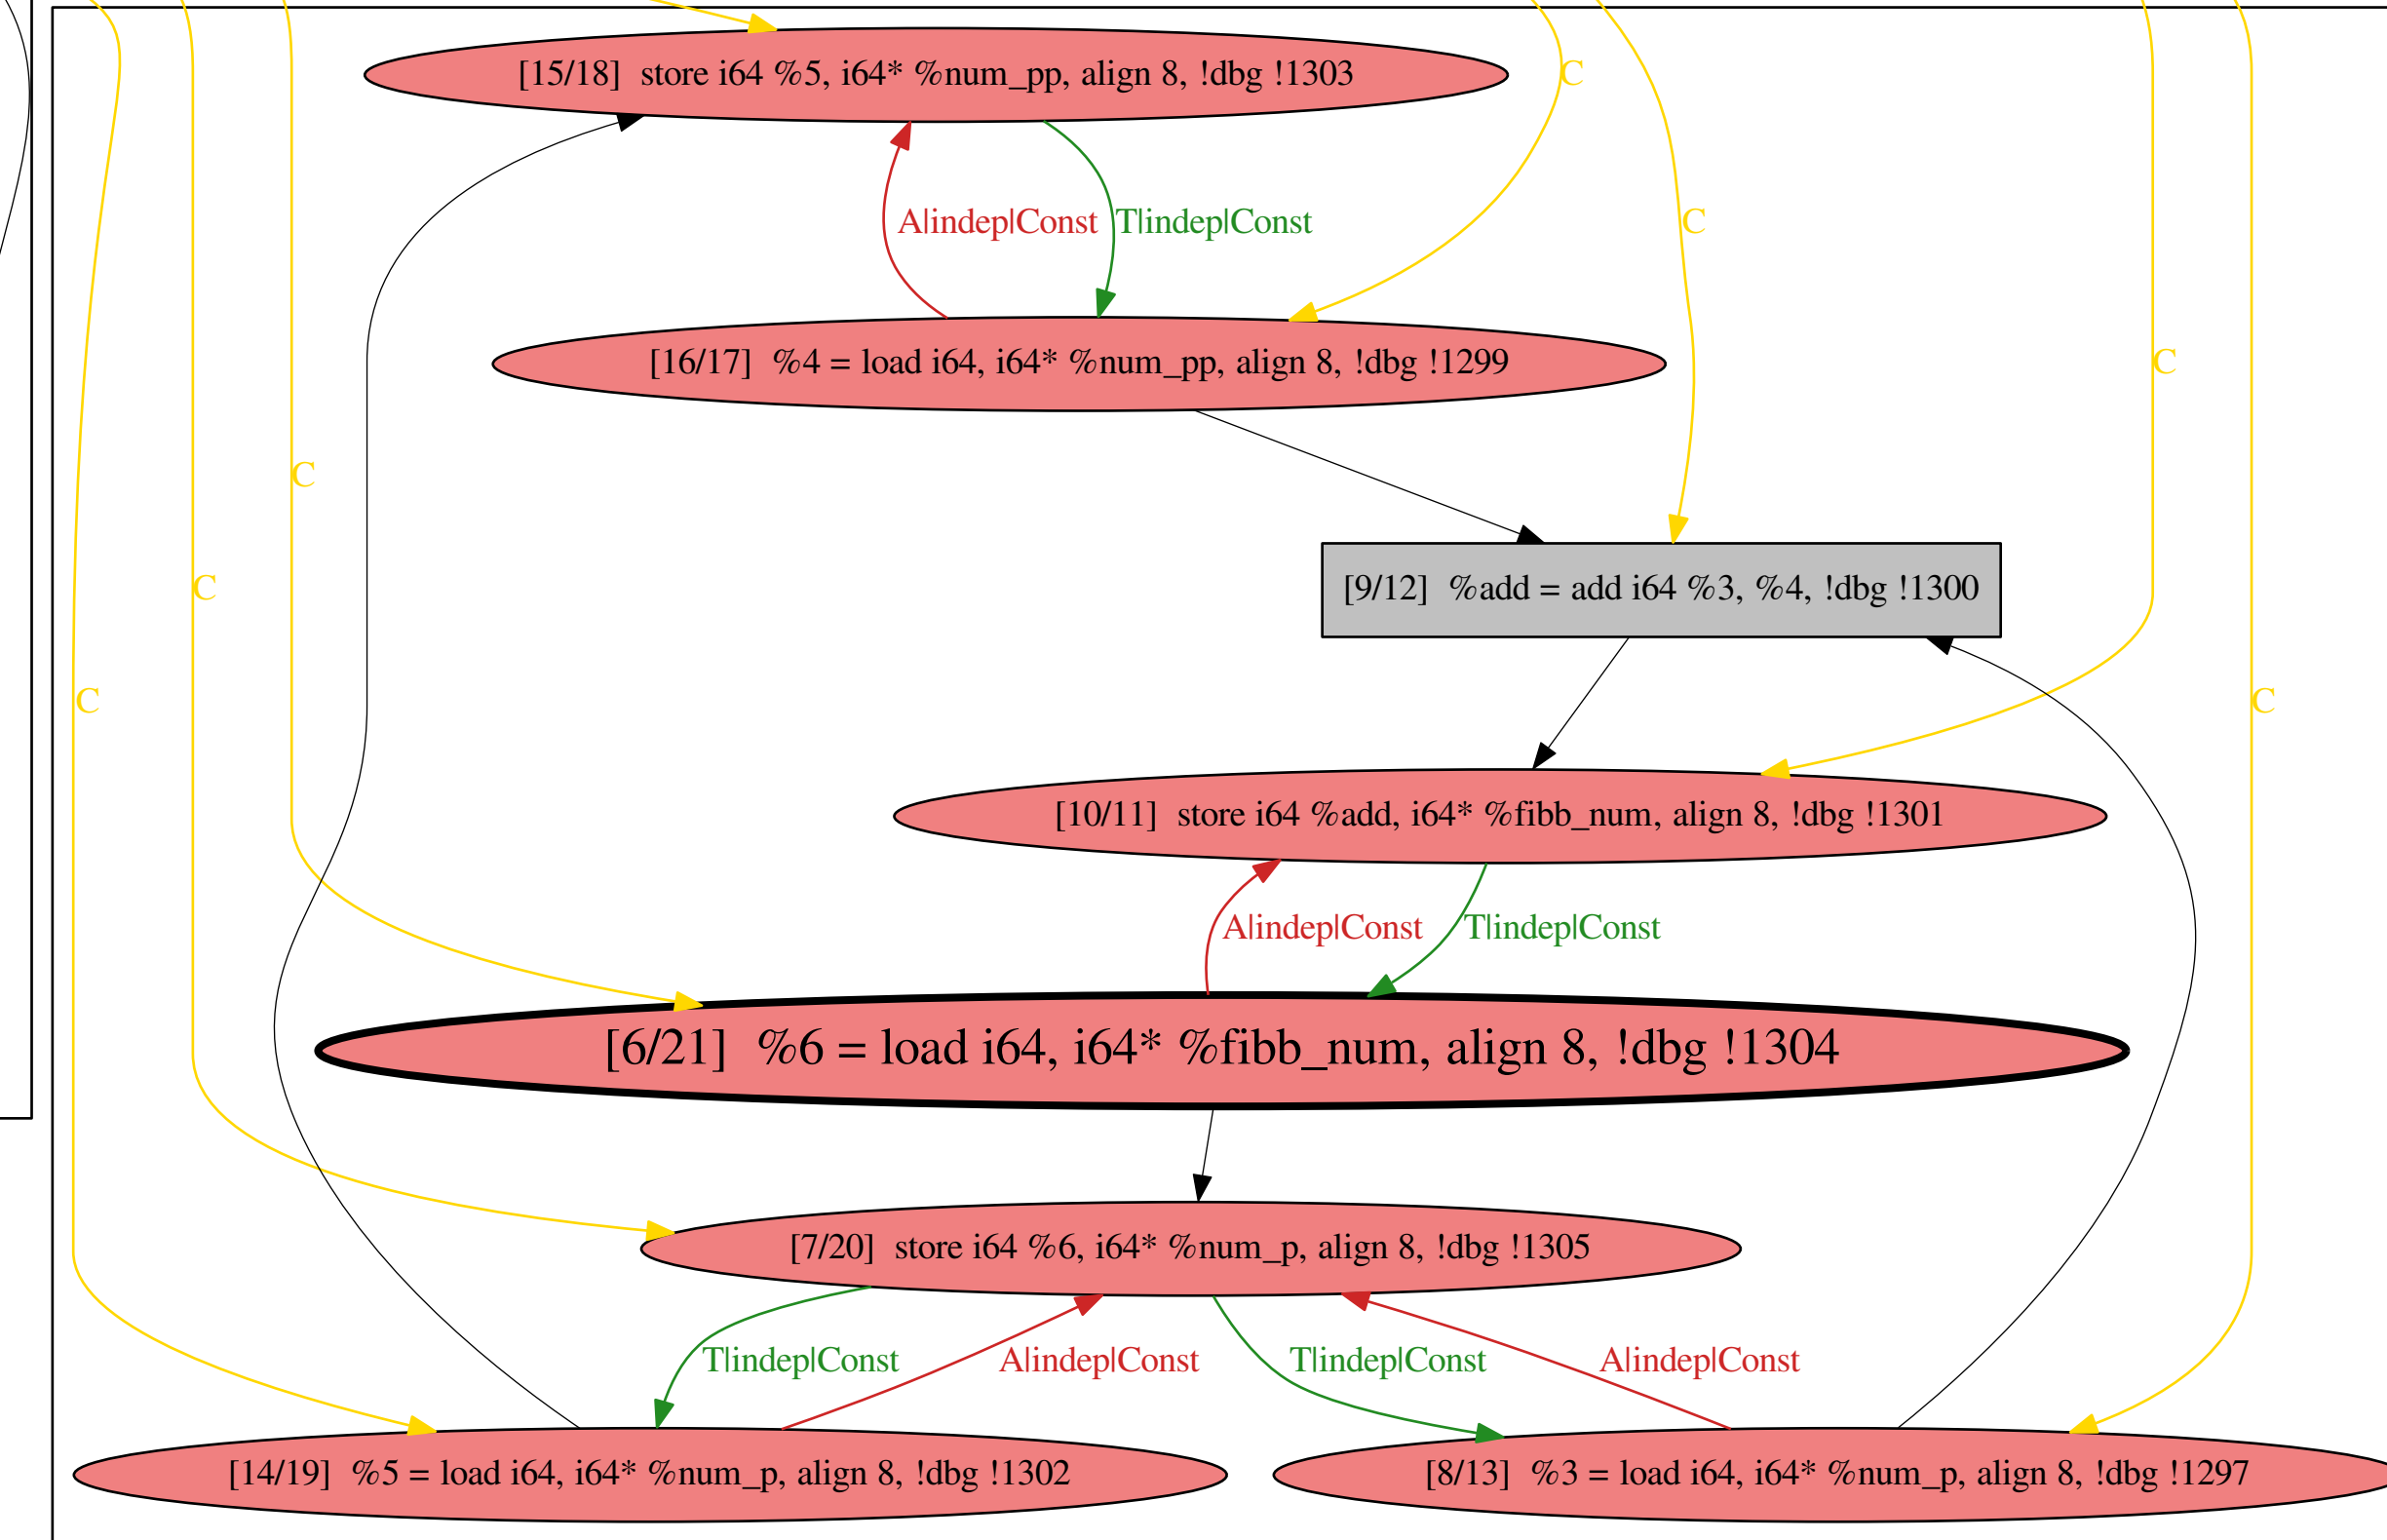 [15/18]  store i64 %5, i64* %num_pp, align 8, !dbg !1303
C
A|indep|Const
T|indep|Const
C
[16/17]  %4 = load i64, i64* %num_pp, align 8, !dbg !1299
C
C
C
[9/12]  %add = add i64 %3, %4, !dbg !1300
C
C
[10/11]  store i64 %add, i64* %fibb_num, align 8, !dbg !1301
A|indep|Const
T|indep|Const
[6/21]  %6 = load i64, i64* %fibb_num, align 8, !dbg !1304
[7/20]  store i64 %6, i64* %num_p, align 8, !dbg !1305
T|indep|Const
A|indep|Const
T|indep|Const
A|indep|Const
[14/19]  %5 = load i64, i64* %num_p, align 8, !dbg !1302
[8/13]  %3 = load i64, i64* %num_p, align 8, !dbg !1297